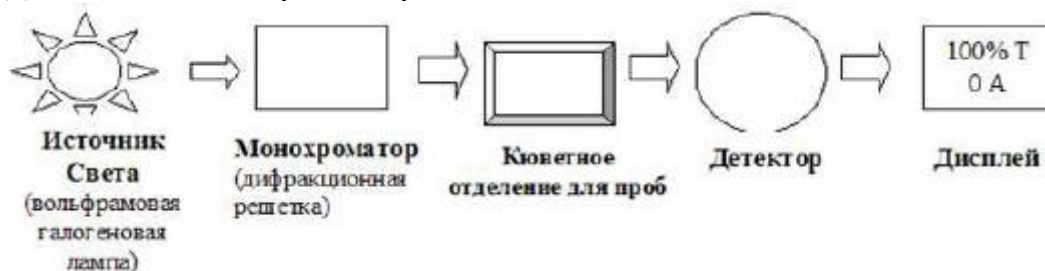 Источник
Света
(вольфрамовая
галогеновая
лампа)
Монохроматор
(дифракционная
решетка)
Кюветное
отделение для проб
Детектор
100% T
0 A
Дисплей